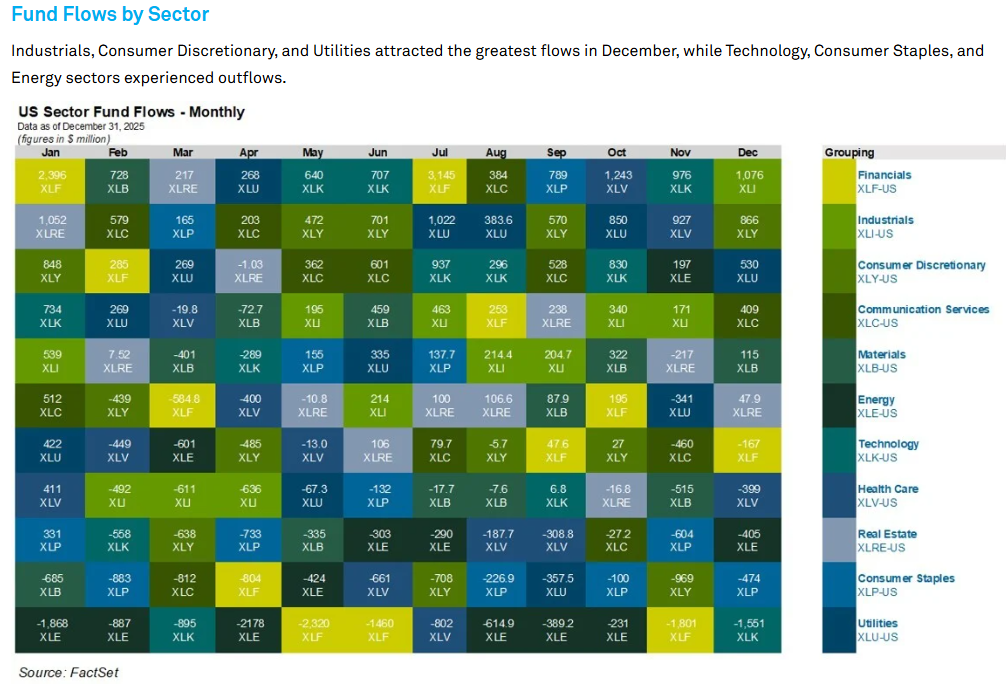 Fund Flows by Sector
Industrials, Consumer Discretionary, and Utilities attracted the greatest flows in December, while Technology, Consumer Staples, and
Energy sectors experienced outflows.
US Sector Fund Flows - Monthly
Data as of December 31, 2025
(figures in $ million)
Jan Feb Mar Apr May Jun Jul Aug Sep Oct Nov Dec
2,396 728 217 268 640 707 3,145 384 789 1,243 976 1,076
XLF XLB XLRE XLU XLK XLK XLF XLC XLP XLV XLK XLI
1,052 579 165 203 472 701 1,022 383.6 570 850 927 866
XLRE XLC XLP XLC XLY XLY XLU XLU XLY XLU XLV XLY
848 285 269 -1.03 362 601 937 296 528 830 197 530
XLY XLF XLU XLRE XLC XLC XLK XLK XLC XLK XLE XLU
734 269 -19.8 -72.7 195 459 463 253 238 340 171 409
XLK XLU XLV XLB XLI XLB XLI XLF XLRE XLI XLI XLC
539 7.52 -401 -289 155 335 137.7 214.4 204.7 322 -217 115
XLI XLRE XLB XLK XLP XLU XLP XLI XLI XLB XLRE XLB
512 -439 -584.8 -400 -10.8 214 100 106.6 87.9 195 -341 47.9
XLC XLY XLF XLV XLRE XLI XLRE XLRE XLB XLF XLU XLRE
422 -449 -601 -485 -13.0 106 79.7 -5.7 47.6 27 -460 -167
XLU XLV XLE XLY XLV XLRE XLC XLY XLF XLY XLC XLF
411 -492 -611 -636 -67.3 -132 -17.7 -7.6 6.8 -16.8 -515 -399
XLV XLI XLI XLI XLU XLP XLB XLB XLK XLRE XLB XLV
331 -558 -638 -733 -335 -303 -290 -187.7 -308.8 -27.2 -604 -405
XLP XLK XLY XLP XLB XLE XLE XLV XLV XLC XLP XLE
-685 -883 -812 -804 -424 -661 -708 -226.9 -357.5 -100 -969 -474
XLB XLP XLC XLF XLE XLV XLY XLP XLU XLP XLY XLP
-1,868 -887 -895 -2178 -2,320 -1460 -802 -614.9 -389.2 -231 -1,801 -1,551
XLE XLE XLK XLE XLF XLF XLV XLE XLE XLE XLF XLK
Grouping
Financials
XLF-US
Industrials
XLI-US
Consumer Discretionary
XLY-US
Communication Services
XLC-US
Materials
XLB-US
Energy
XLE-US
Technology
XLK-US
Health Care
XLV-US
Real Estate
XLRE-US
Consumer Staples
XLP-US
Utilities
XLU-US
Source: FactSet